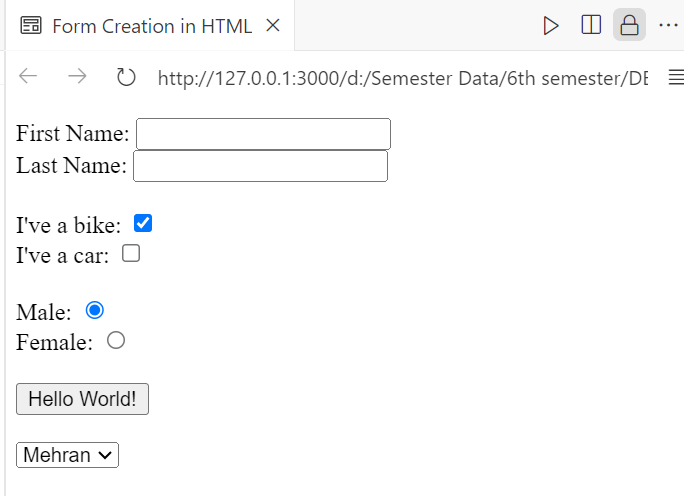 Form Creation in HTML
http://127.0.0.1:3000/d:/Semester Data/6th semester/DE
First Name:
Last Name:
I've a bike:
I've a car:
Male:
Female:
Hello World!
Mehran